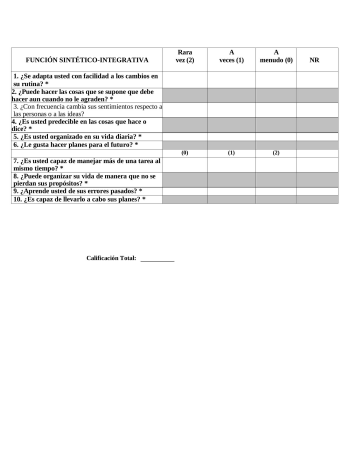 FUNCIÓN SINTÉTICO-INTEGRATIVA Rara vez (2) A veces (1) A menudo (0) NR
1. ¿Se adapta usted con facilidad a los cambios en
su rutina? *
2. ¿Puede hacer las cosas que se supone que debe
hacer aun cuando no le agraden? *
3. ¿Con frecuencia cambia sus sentimientos respecto a
las personas o a las ideas?
4. ¿Es usted predecible en las cosas que hace o
dice? *
5. ¿Es usted organizado en su vida diaria? *
6. ¿Le gusta hacer planes para el futuro? *
(0) (1) (2)
7. ¿Es usted capaz de manejar más de una tarea al
mismo tiempo? *
8. ¿Puede organizar su vida de manera que no se
pierdan sus propósitos? *
9. ¿Aprende usted de sus errores pasados? *
10. ¿Es capaz de llevarlo a cabo sus planes? *
Calificación Total: ___________